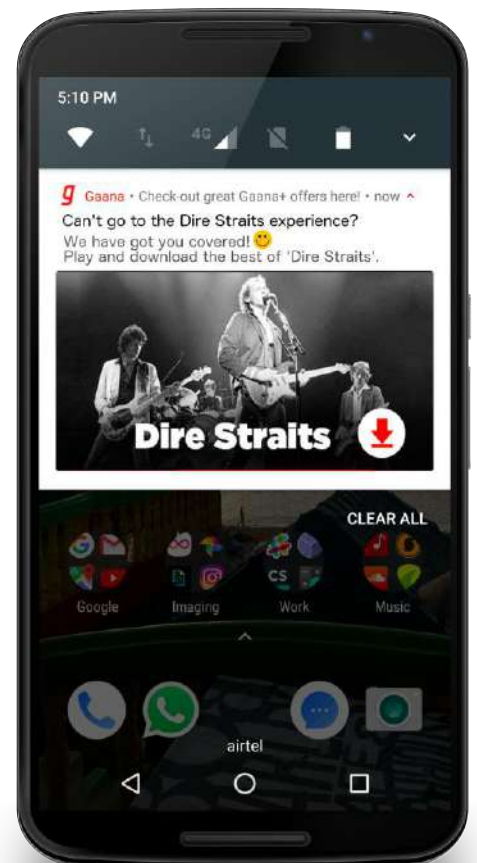 5:10 PM
4G
g Gaana • Check-out great Gaana+ offers here! • now
Can't go to the Dire Straits experience?
We have got you covered!
Play and download the best of 'Dire Straits'.
Dire Straits
CLEAR ALL
CS
Google Imaging Work Music
airtel